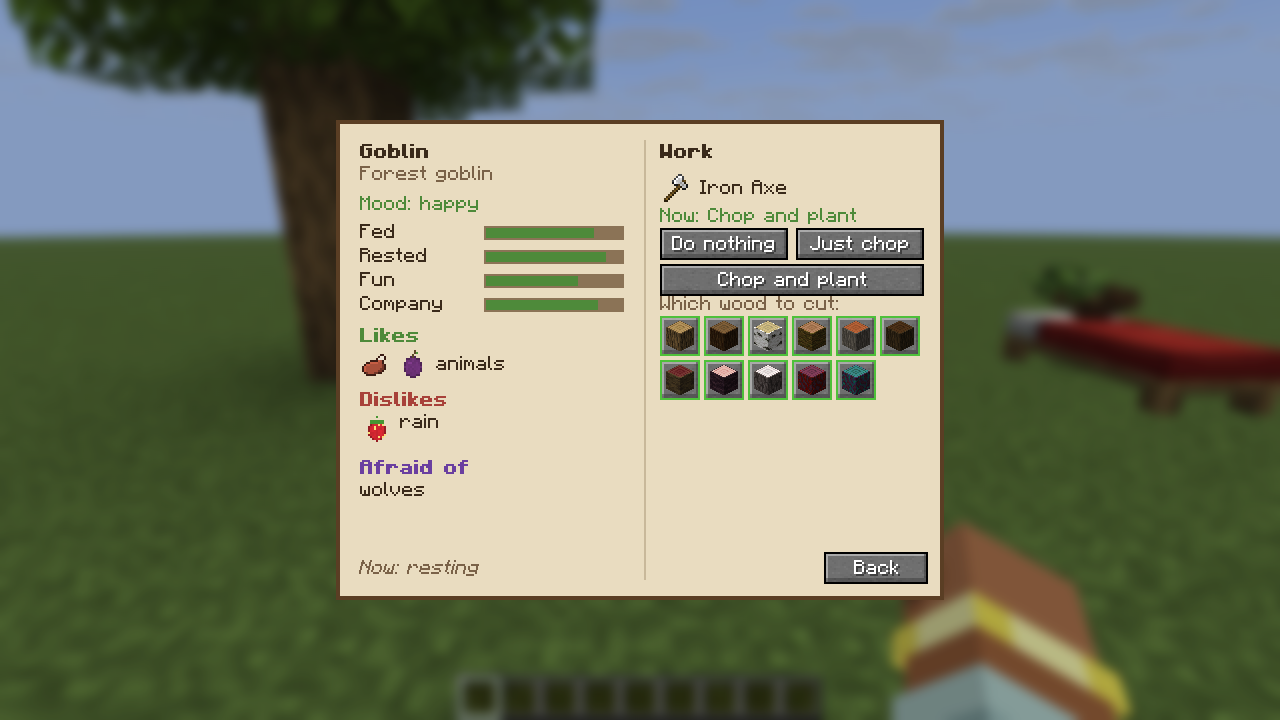 Goblin
Forest goblin
Mood: happy
Fed
Rested
Fun
Company
Likes
animals
Dislikes
rain
Afraid of
wolves
Now: resting
Work
Iron Axe
Now: Chop and plant
Do nothing
Just chop
Chop and plant
Which wood to cut:
Back